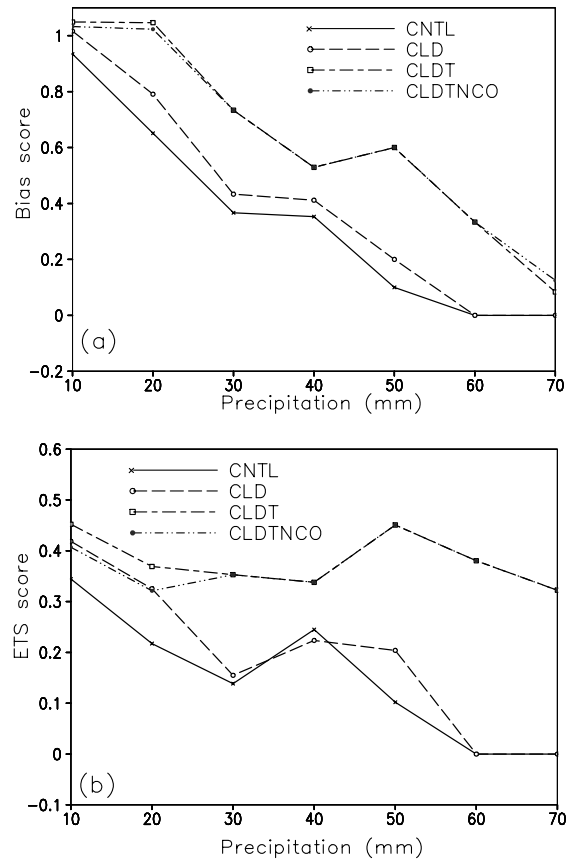 1
0.8
0.6
0.4
0.2
0
−0.2
Bias score
CNTL
CLD
CLDT
CLDTNCO
(a)
10 20 30 40 50 60 70
Precipitation (mm)
0.6
0.5
0.4
0.3
0.2
0.1
0
−0.1
ETS score
CNTL
CLD
CLDT
CLDTNCO
(b)
10 20 30 40 50 60 70
Precipitation (mm)